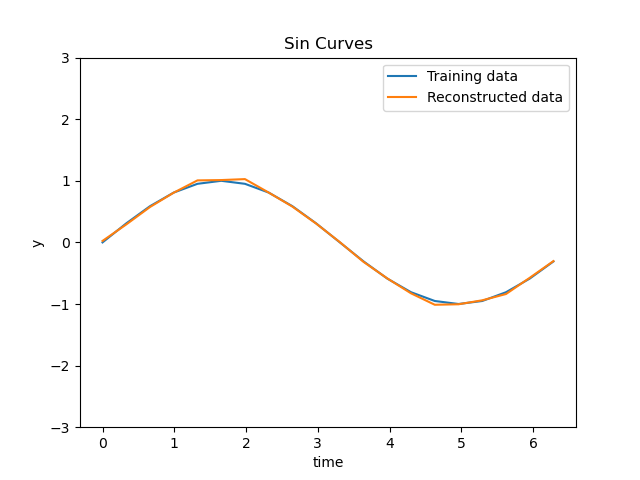 Sin Curves
Training data
Reconstructed data
3
2
1
0
−1
−2
−3
y
0 1 2 3 4 5 6
time